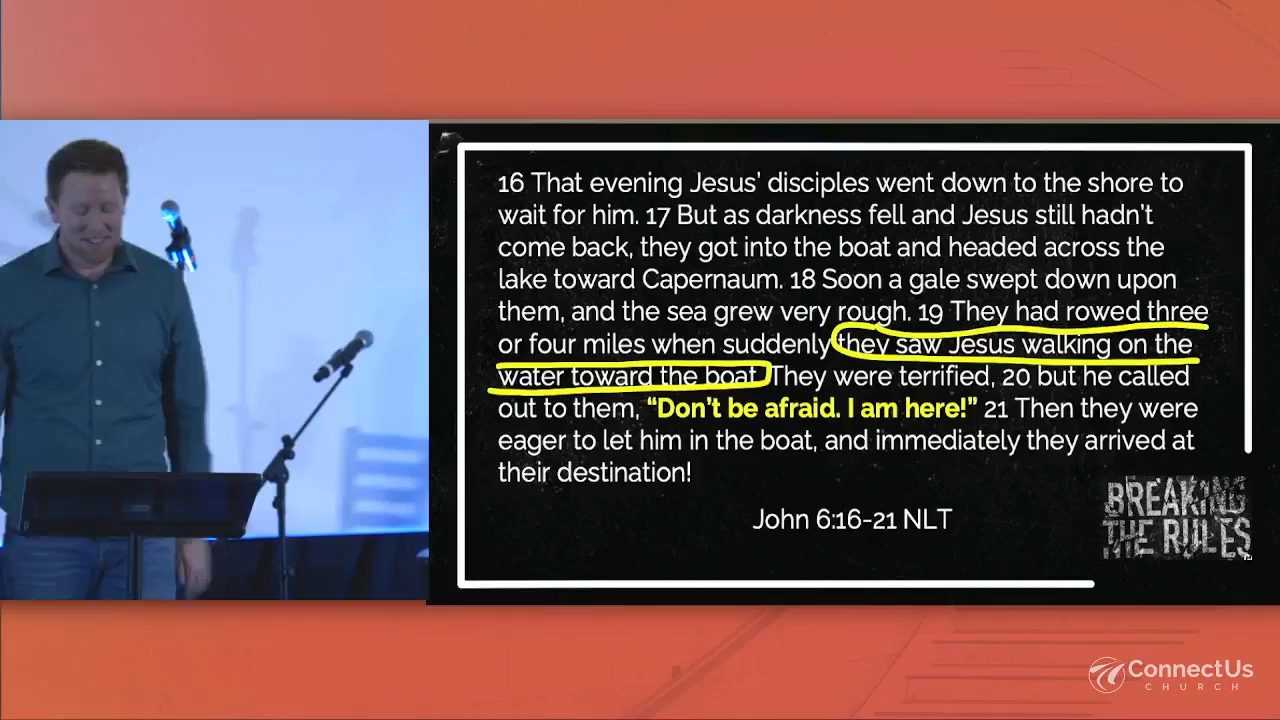 16 That evening Jesus’ disciples went down to the shore to
wait for him. 17 But as darkness fell and Jesus still hadn’t
come back, they got into the boat and headed across the
lake toward Capernaum. 18 Soon a gale swept down upon
them, and the sea grew very rough. 19 They had rowed three
or four miles when suddenly they saw Jesus walking on the
water toward the boat. They were terrified, 20 but he called
out to them, “Don’t be afraid. I am here!” 21 Then they were
eager to let him in the boat, and immediately they arrived at
their destination!
John 6:16-21 NLT
BREAKING
THE RULES
ConnectUs
CHURCH